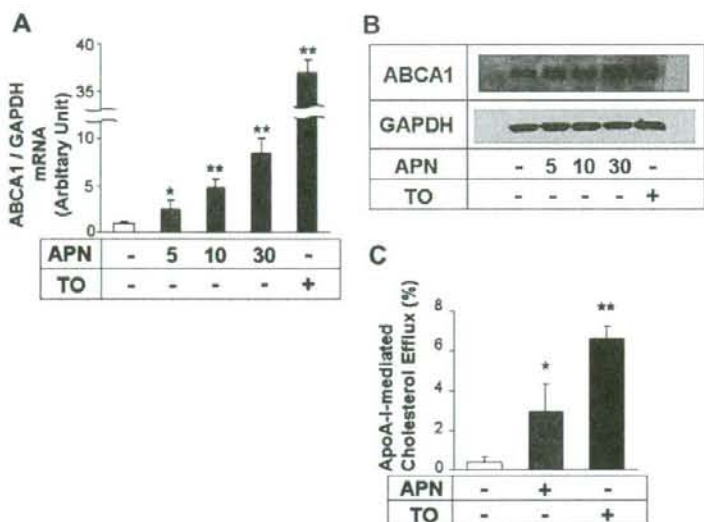 A
ABCA1 / GAPDH
mRNA
(Arbitary Unit)
40
35
10
5
0
*
**
**
**
APN - 5 10 30 -
TO - - - - +
B
ABCA1
GAPDH
APN - 5 10 30 -
TO - - - - +
C
ApoA-I-mediated
Cholesterol Efflux (%)
8
6
4
2
0
*
**
APN - + -
TO - - +